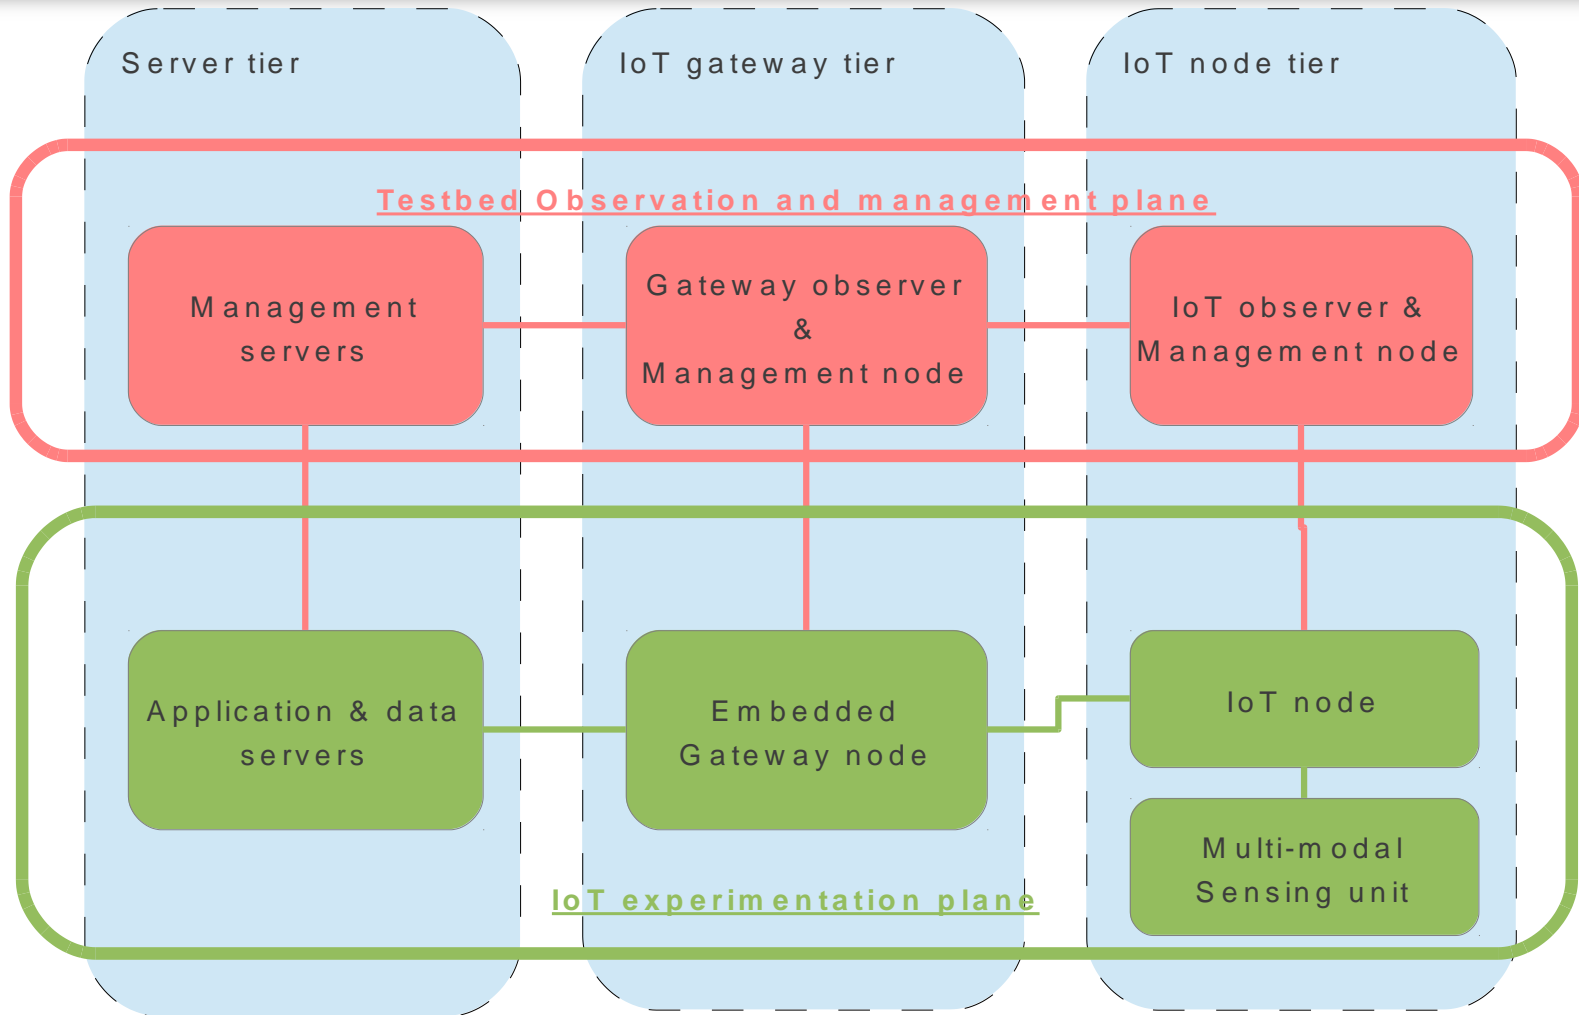 Server tier
IoT gateway tier
IoT node tier
Testbed Observation and management plane
Management
servers
Gateway observer
&
Management node
IoT observer &
Management node
Application & data
servers
Embedded
Gateway node
IoT node
Multi-modal
Sensing unit
IoT experimentation plane